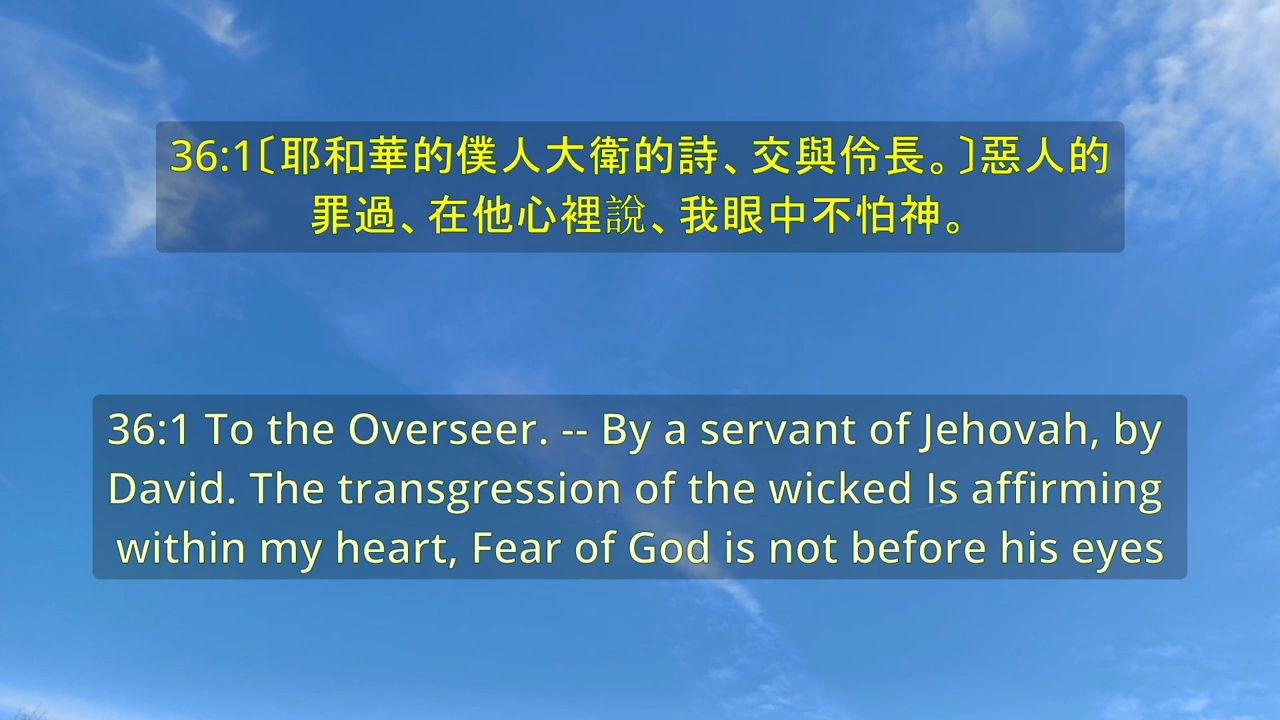 36:1〔耶和華的僕人大衛的詩、交與伶長。〕惡人的
罪過、在他心裡說、我眼中不怕神。
36:1 To the Overseer. -- By a servant of Jehovah, by
David. The transgression of the wicked Is affirming
within my heart, Fear of God is not before his eyes